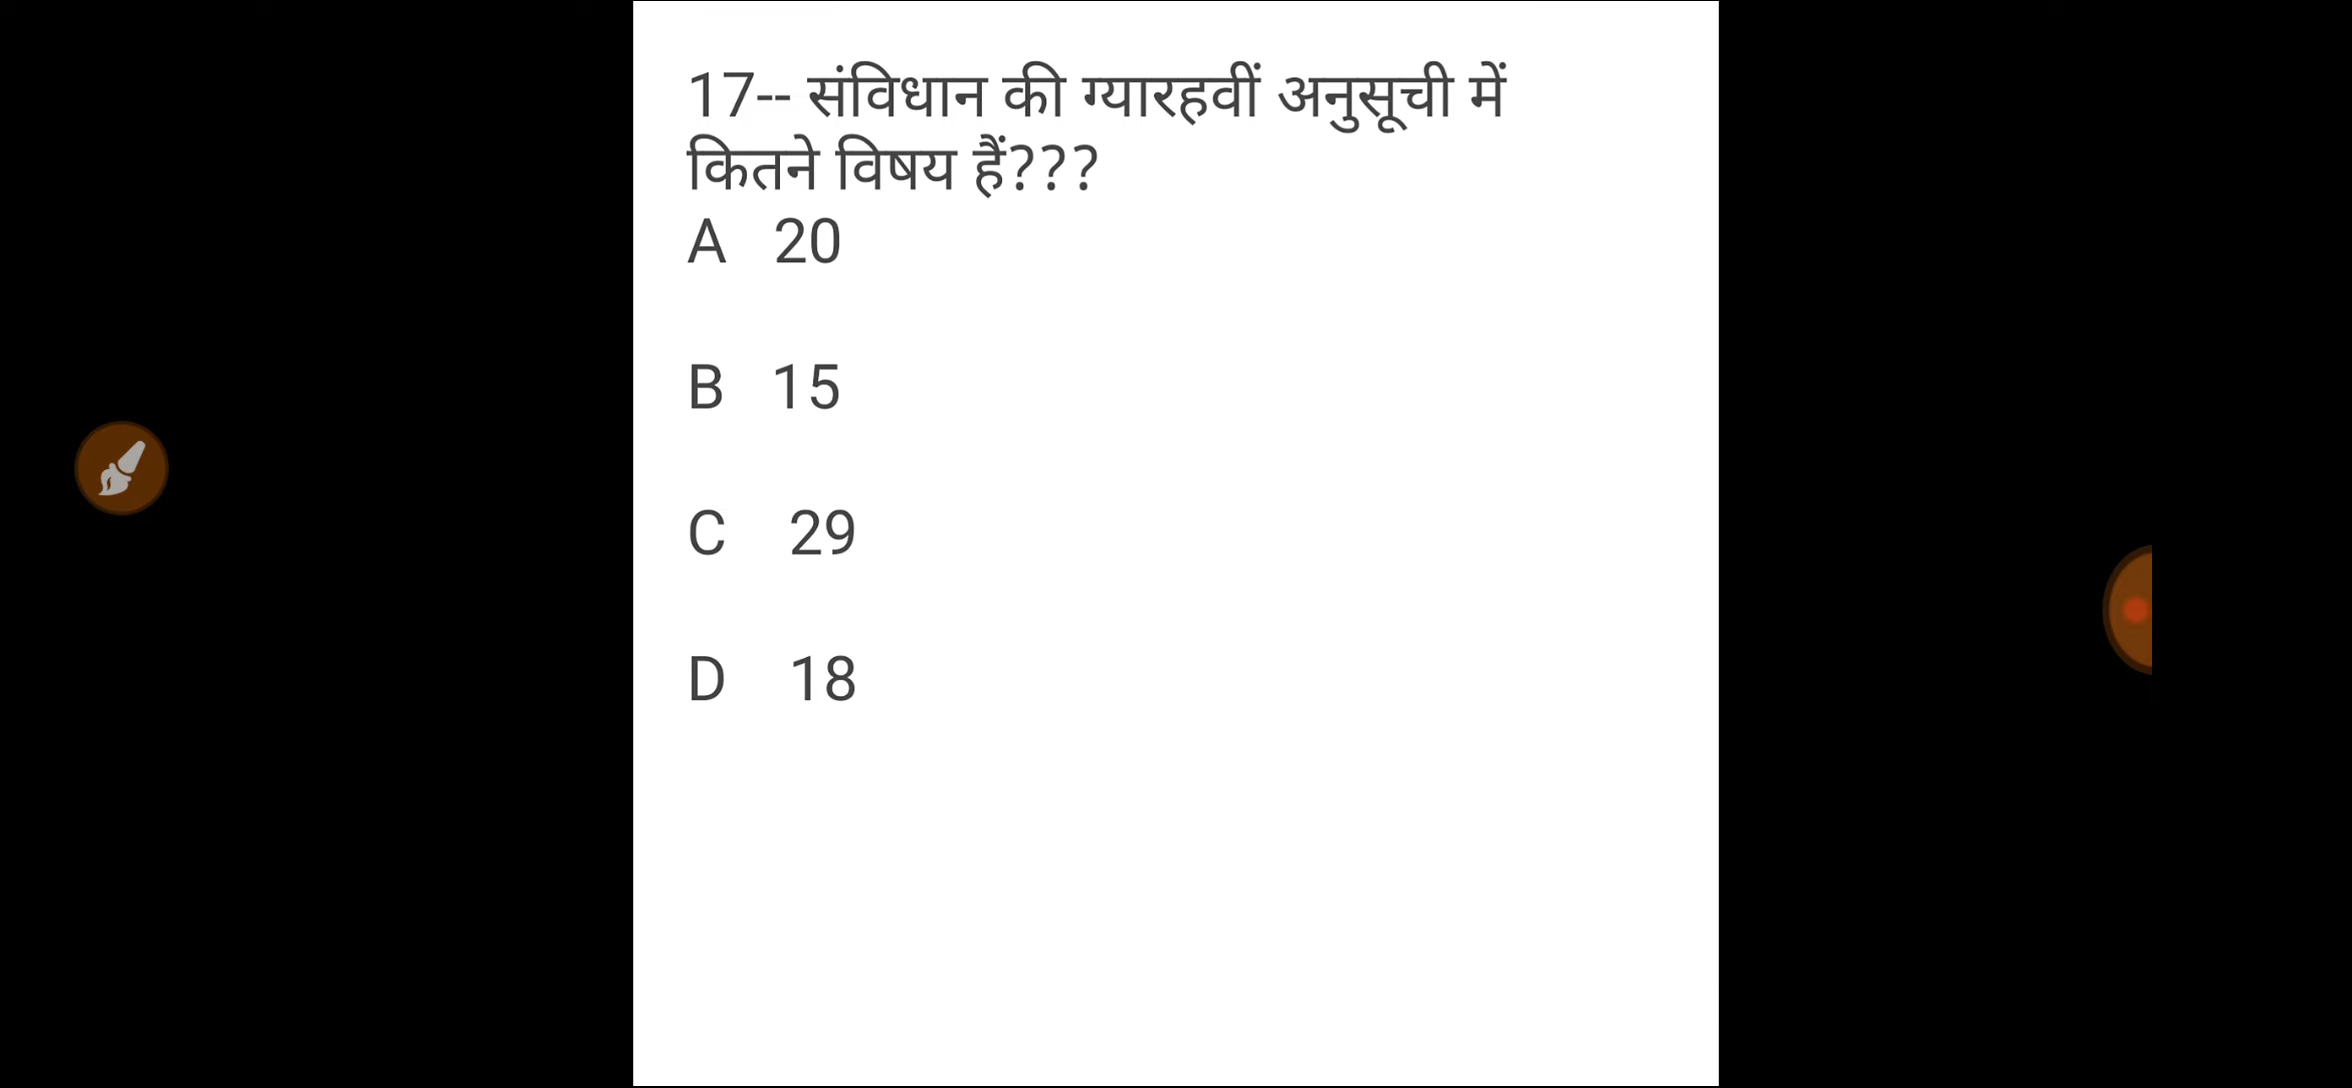 17-- संविधान की ग्यारहवीं अनुसूची में
कितने विषय हैं???
A 20
B 15
C 29
D 18